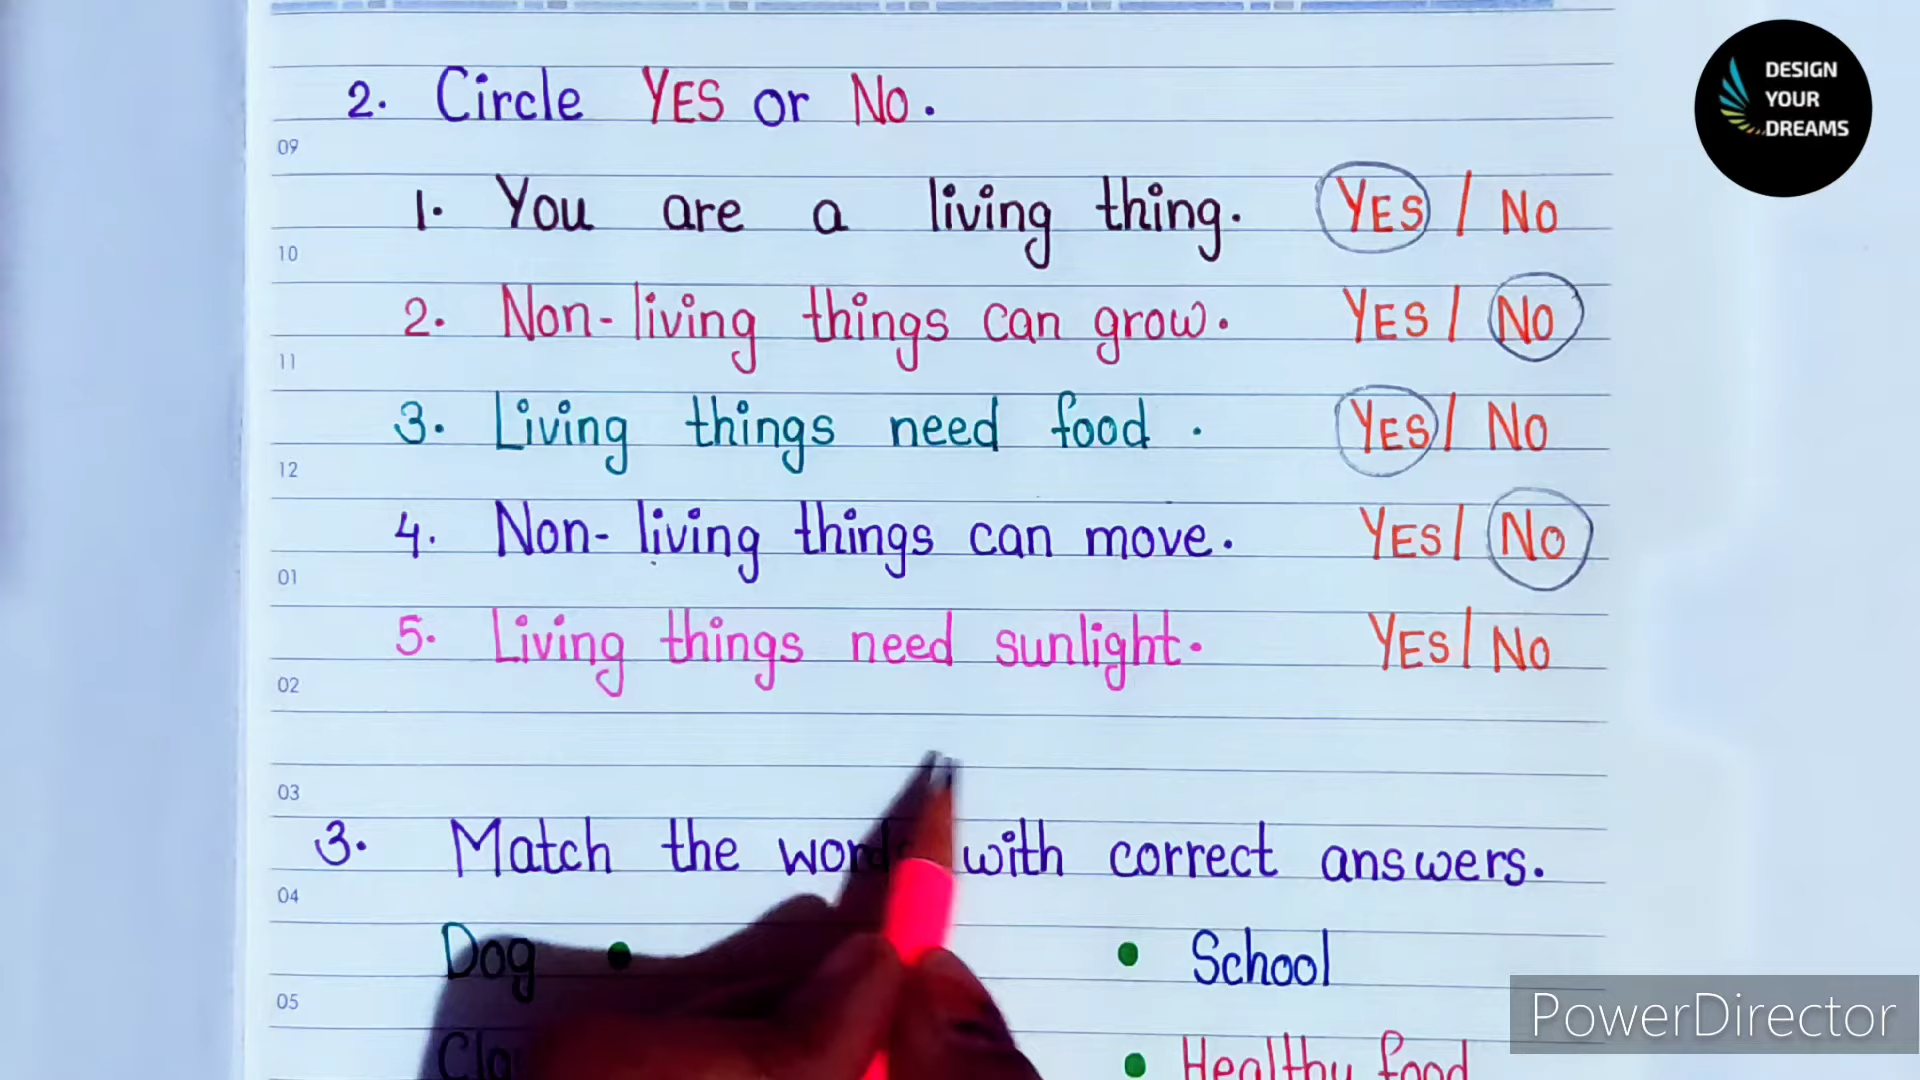 DESIGN
YOUR
DREAMS
2. Circle YES or NO.
09
1. You are a living thing. YES / NO
10
2. Non-living things can grow. YES / NO
11
3. Living things need food. YES / NO
12
4. Non-living things can move. YES / NO
01
5. Living things need sunlight. YES / NO
02
03
3. Match the words with correct answers.
04
Dog • • School
05
• Healthy food
PowerDirector